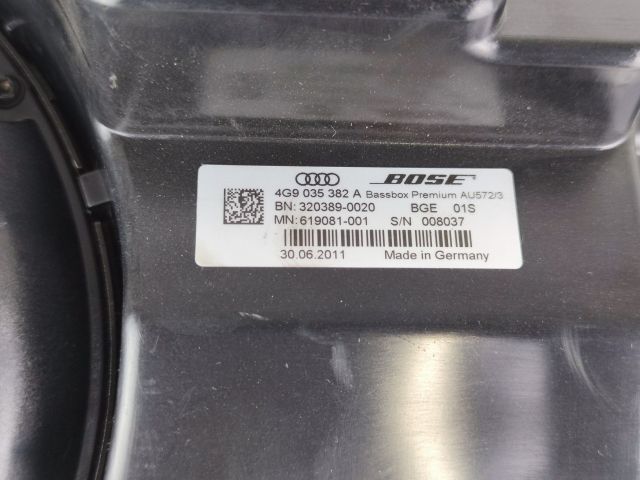 BOSE
4G9 035 382 A Bassbox Premium AU572/3
BN: 320389-0020 BGE 01S
MN: 619081-001 S/N 008037
30.06.2011 Made in Germany